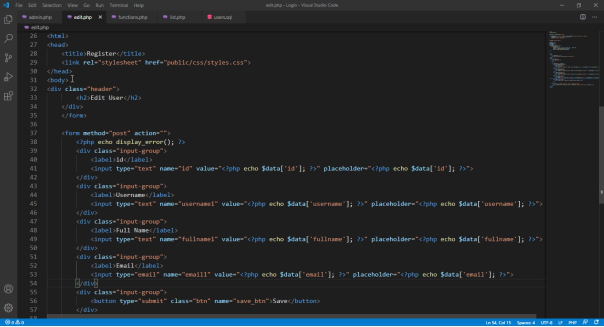 File Edit Selection View Go Run Terminal Help
edit.php - Login - Visual Studio Code
admin.php edit.php functions.php list.php users.sql
edit.php
26 <html>
27 <head>
28 <title>Register</title>
29 <link rel="stylesheet" href="public/css/styles.css">
30 </head>
31 <body>
32 <div class="header">
33 <h2>Edit User</h2>
34 </div>
35 </form>
36
37 <form method="post" action="">
38 <?php echo display_error(); ?>
39 <div class="input-group">
40 <label>id</label>
41 <input type="text" name="id" value="<?php echo $data['id']; ?>" placeholder="<?php echo $data['id']; ?>">
42 </div>
43 <div class="input-group">
44 <label>Username</label>
45 <input type="text" name="username1" value="<?php echo $data['username']; ?>" placeholder="<?php echo $data['username']; ?>">
46 </div>
47 <div class="input-group">
48 <label>Full Name</label>
49 <input type="text" name="fullname1" value="<?php echo $data['fullname']; ?>" placeholder="<?php echo $data['fullname']; ?>">
50 </div>
51 <div class="input-group">
52 <label>Email</label>
53 <input type="email" name="email1" value="<?php echo $data['email']; ?>" placeholder="<?php echo $data['email']; ?>">
54 </div>
55 <div class="input-group">
56 <button type="submit" class="btn" name="save_btn">Save</button>
57 </div>
58
0 0 Ln 54, Col 15 Spaces: 4 UTF-8 LF PHP